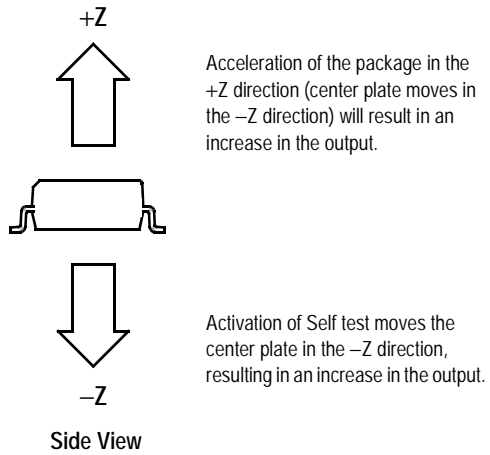 +Z
Acceleration of the package in the
+Z direction (center plate moves in
the –Z direction) will result in an
increase in the output.
Activation of Self test moves the
center plate in the –Z direction,
resulting in an increase in the output.
–Z
Side View